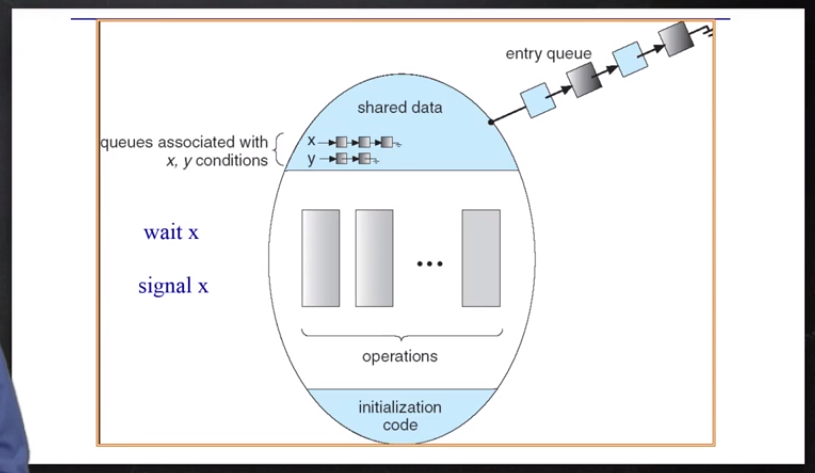 entry queue
shared data
queues associated with
x, y conditions
x
y
wait x
signal x
...
operations
initialization
code